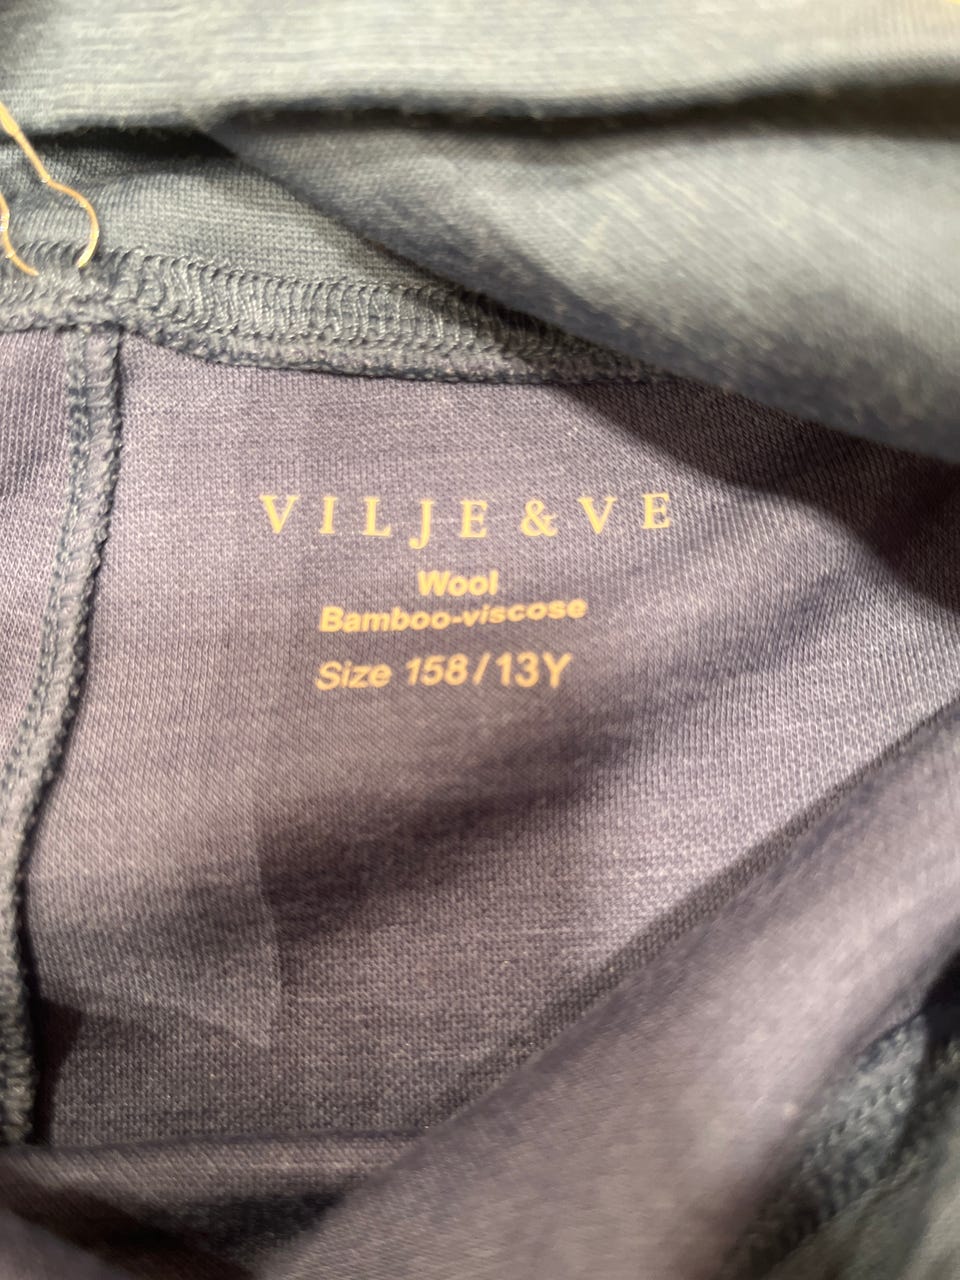 VILJE & VE
Wool
Bamboo-viscose
Size 158 / 13Y